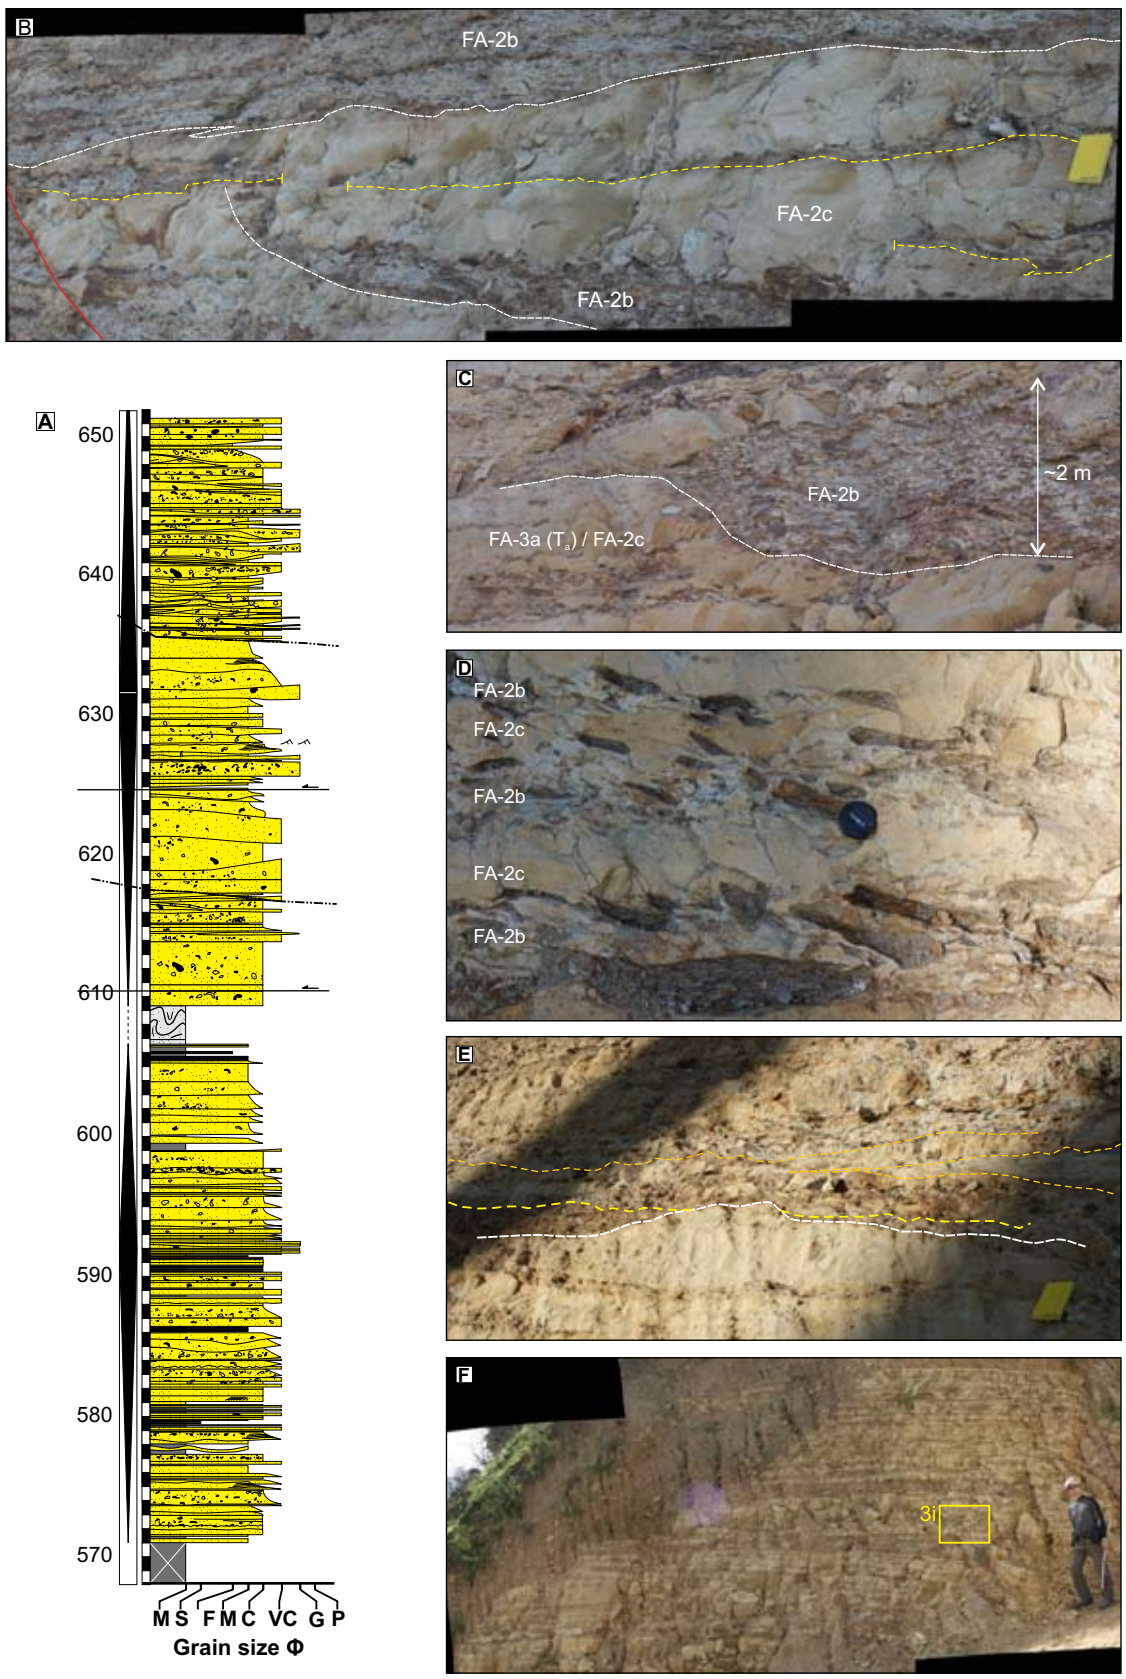 B
FA-2b
FA-2c
FA-2b
A
650
640
630
620
610
600
590
580
570
M S F M C VC G P
Grain size Φ
C
~2 m
FA-2b
FA-3a (Ta) / FA-2c
D
FA-2b
FA-2c
FA-2b
FA-2c
FA-2b
E
F
3i